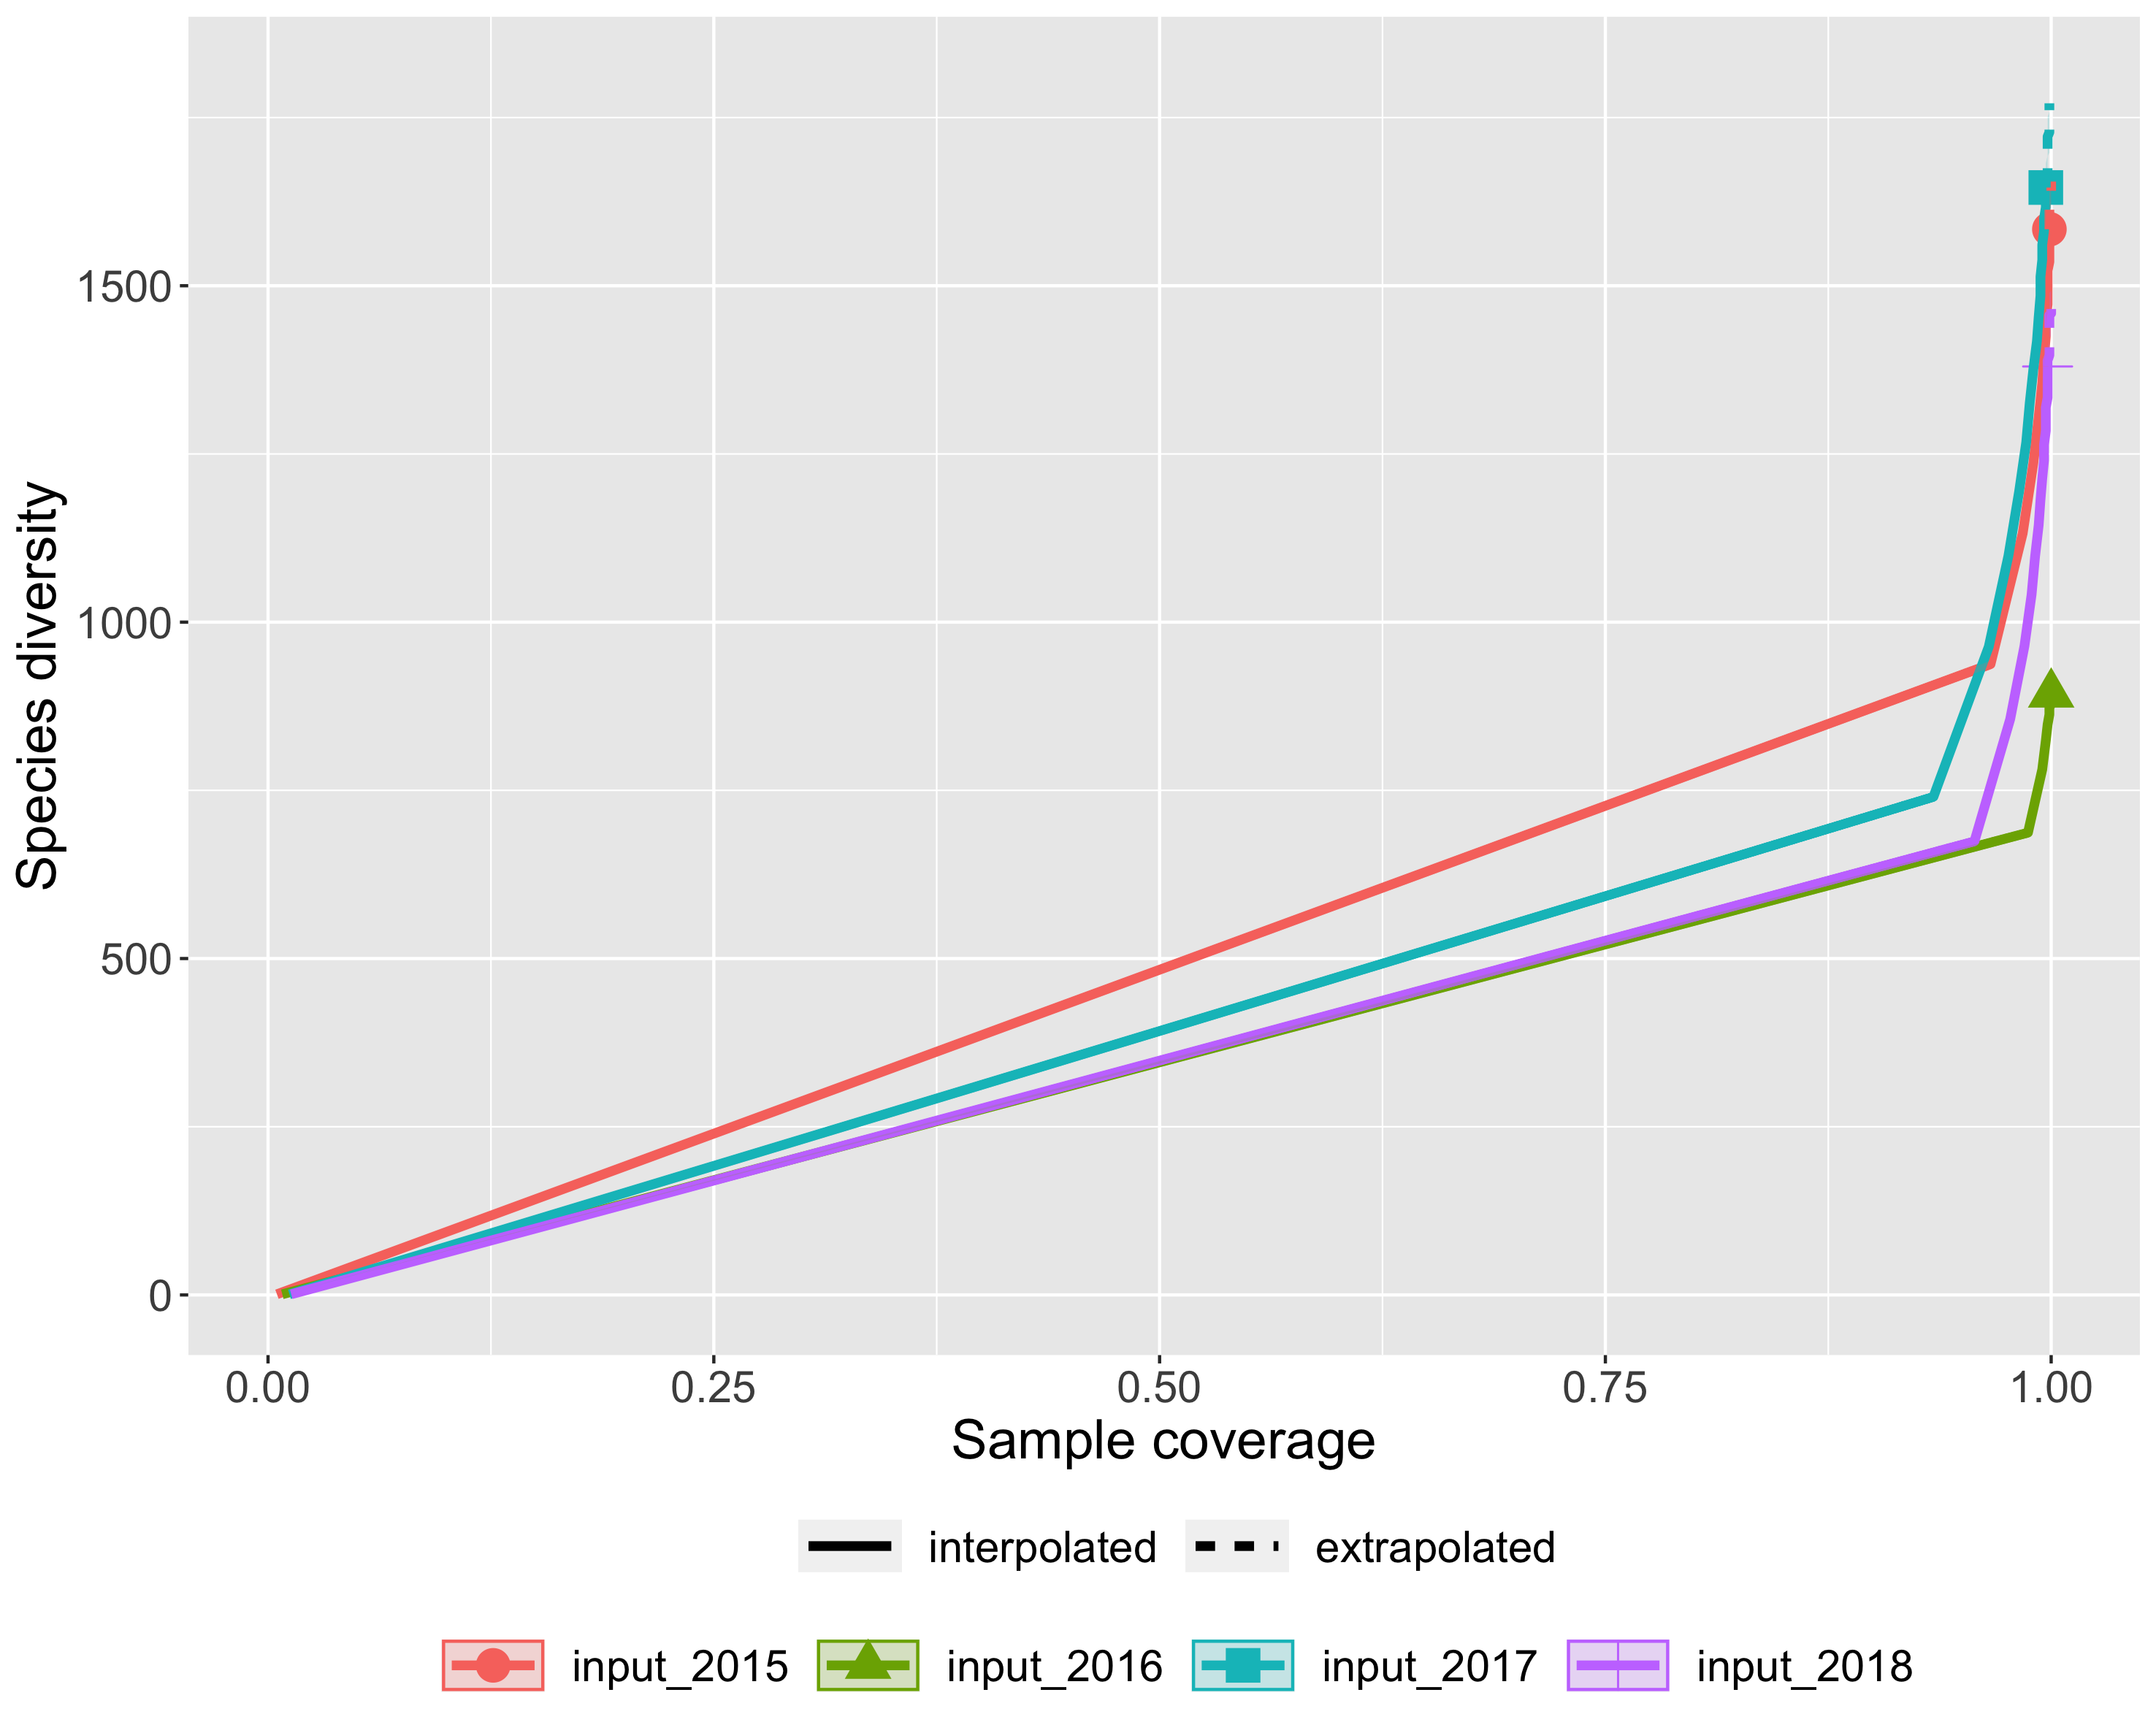 Species diversity
1500
1000
500
0
0.00 0.25 0.50 0.75 1.00
Sample coverage
interpolated extrapolated
input_2015 input_2016 input_2017 input_2018